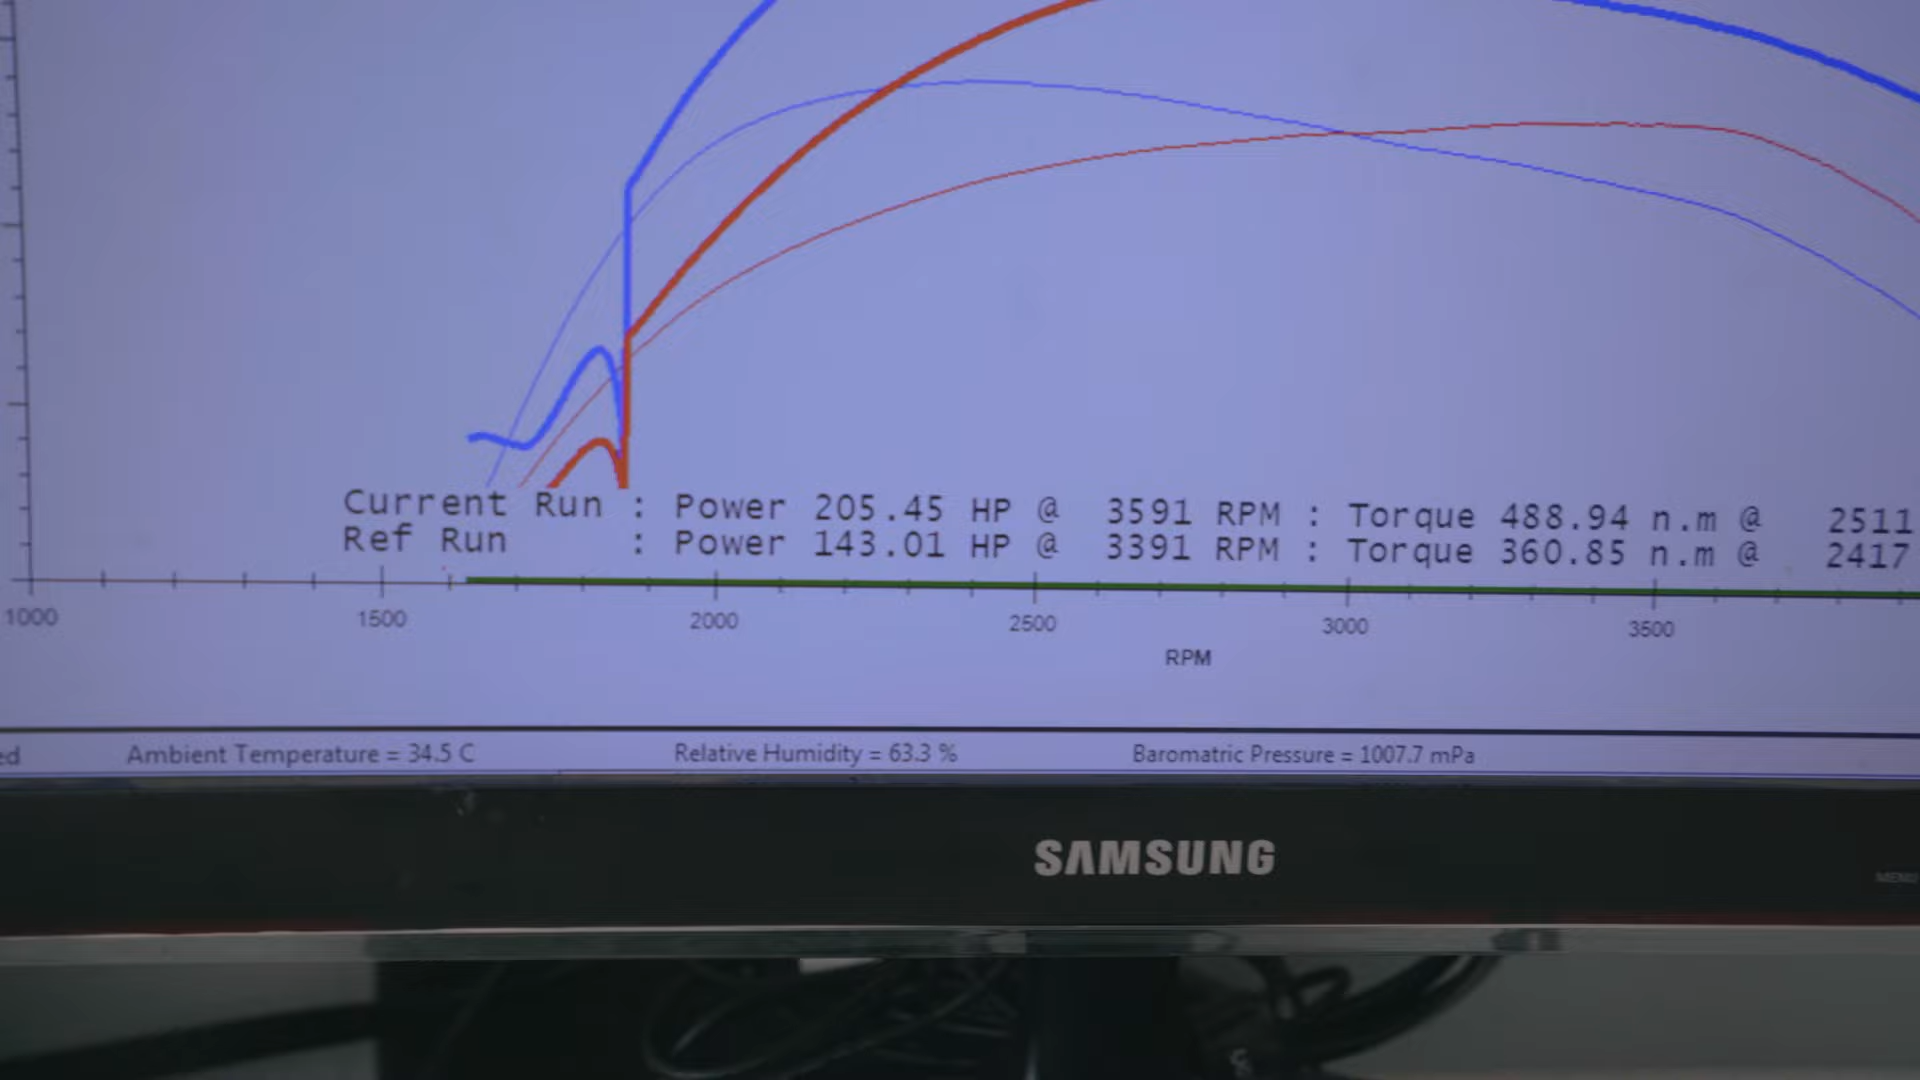 Current Run : Power 205.45 HP @ 3591 RPM : Torque 488.94 n.m @ 2511
Ref Run : Power 143.01 HP @ 3391 RPM : Torque 360.85 n.m @ 2417
1000 1500 2000 2500 3000 3500
RPM
ed Ambient Temperature = 34.5 C Relative Humidity = 63.3 % Baromatric Pressure = 1007.7 mPa
SAMSUNG
MENU